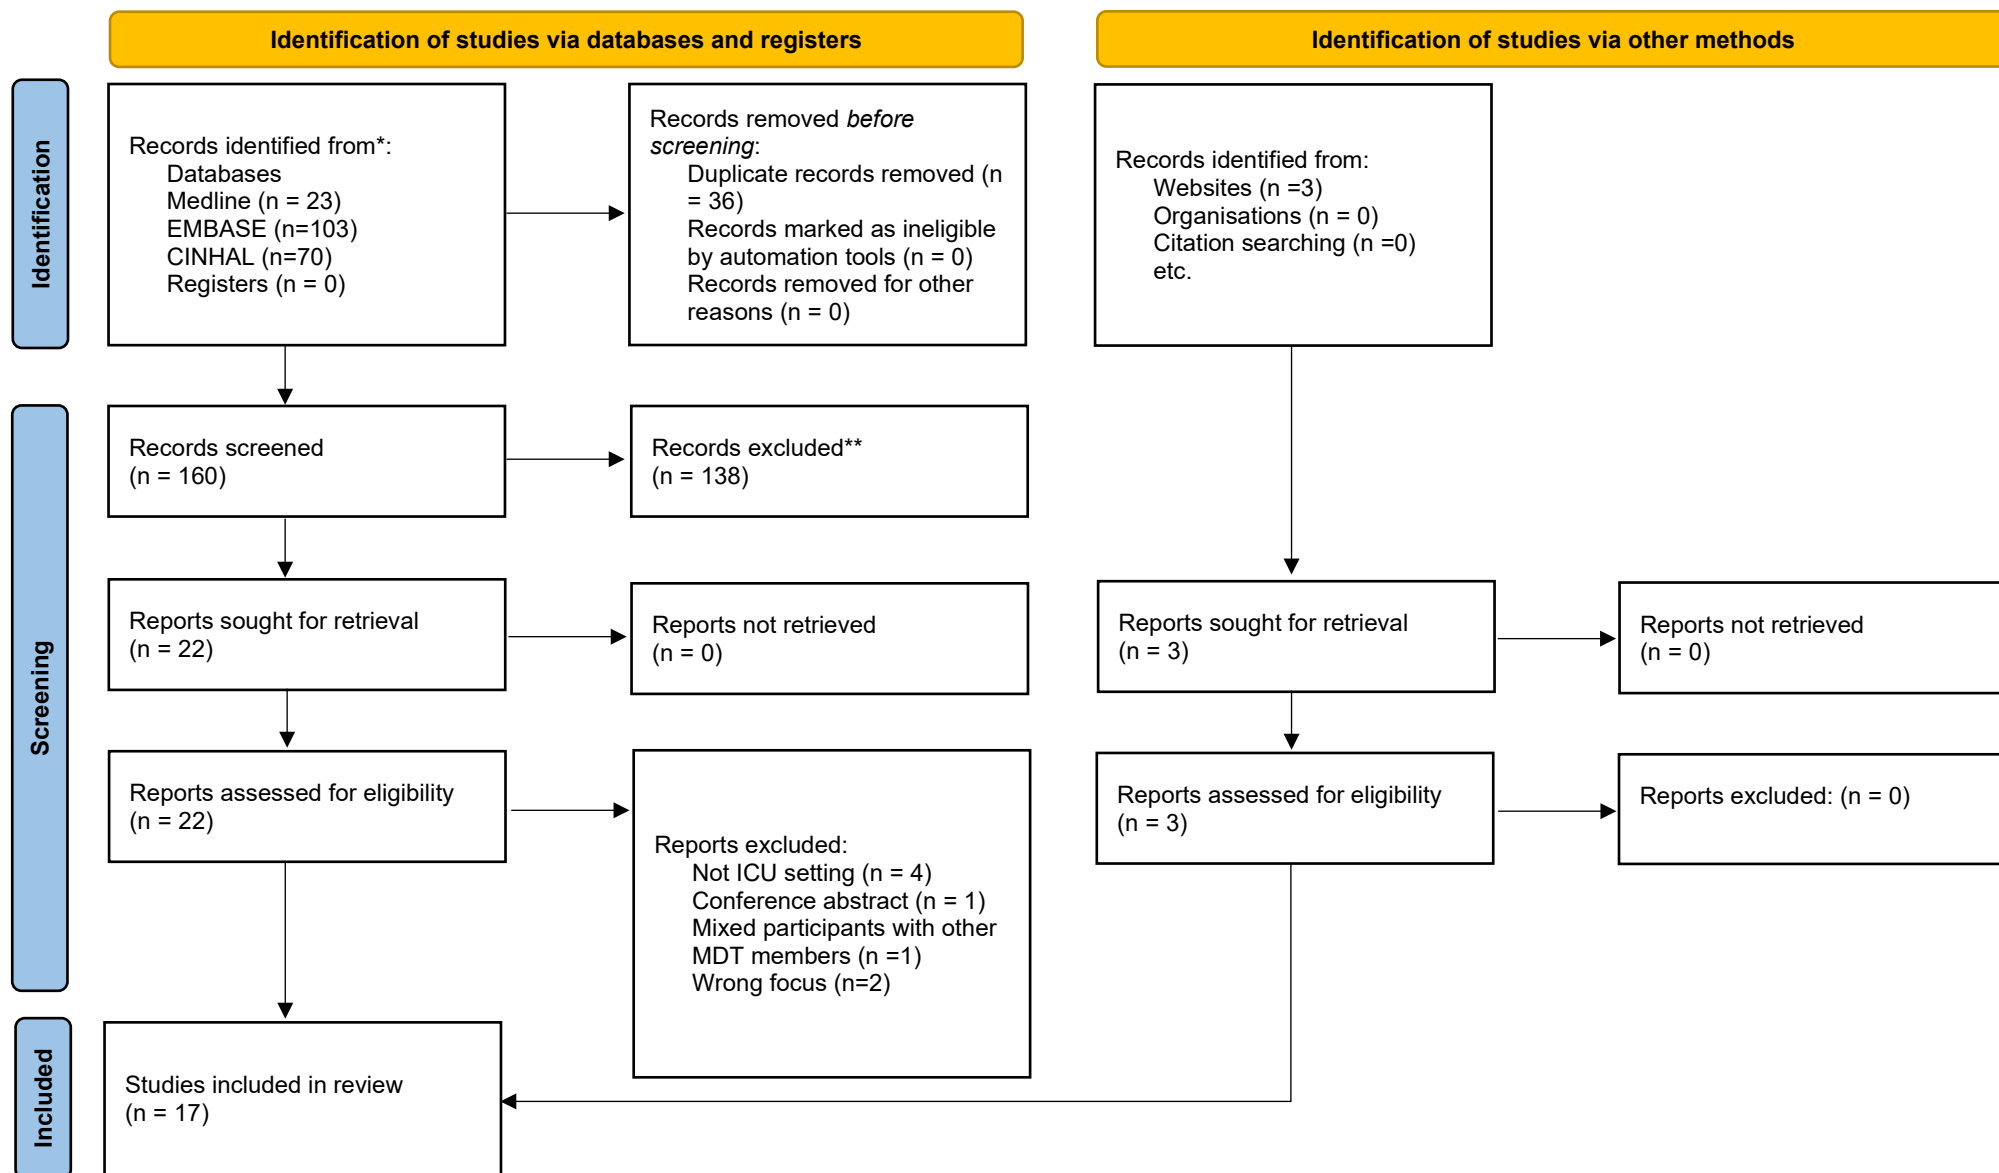 Identification of studies via databases and registers
Identification of studies via other methods
Identification
Records identified from*:
Databases
Medline (n = 23)
EMBASE (n=103)
CINHAL (n=70)
Registers (n = 0)
Records removed before
screening:
Duplicate records removed (n
= 36)
Records marked as ineligible
by automation tools (n = 0)
Records removed for other
reasons (n = 0)
Records identified from:
Websites (n =3)
Organisations (n = 0)
Citation searching (n =0)
etc.
Screening
Records screened
(n = 160)
Records excluded**
(n = 138)
Reports sought for retrieval
(n = 22)
Reports not retrieved
(n = 0)
Reports sought for retrieval
(n = 3)
Reports not retrieved
(n = 0)
Reports assessed for eligibility
(n = 22)
Reports excluded:
Not ICU setting (n = 4)
Conference abstract (n = 1)
Mixed participants with other
MDT members (n =1)
Wrong focus (n=2)
Reports assessed for eligibility
(n = 3)
Reports excluded: (n = 0)
Included
Studies included in review
(n = 17)